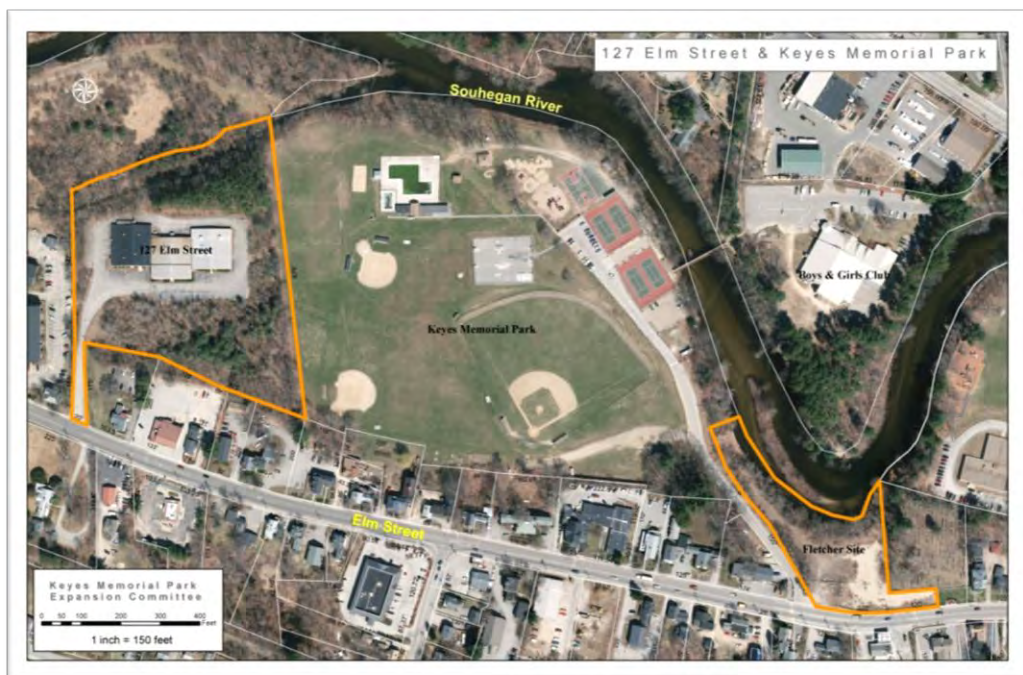 127 Elm Street & Keyes Memorial Park
Souhegan River
127 Elm Street
Boys & Girls Club
Keyes Memorial Park
Elm Street
Fletcher Site
Keyes Memorial Park
Expansion Committee
0 50 100 200 300 400
Feet
1 inch = 150 feet